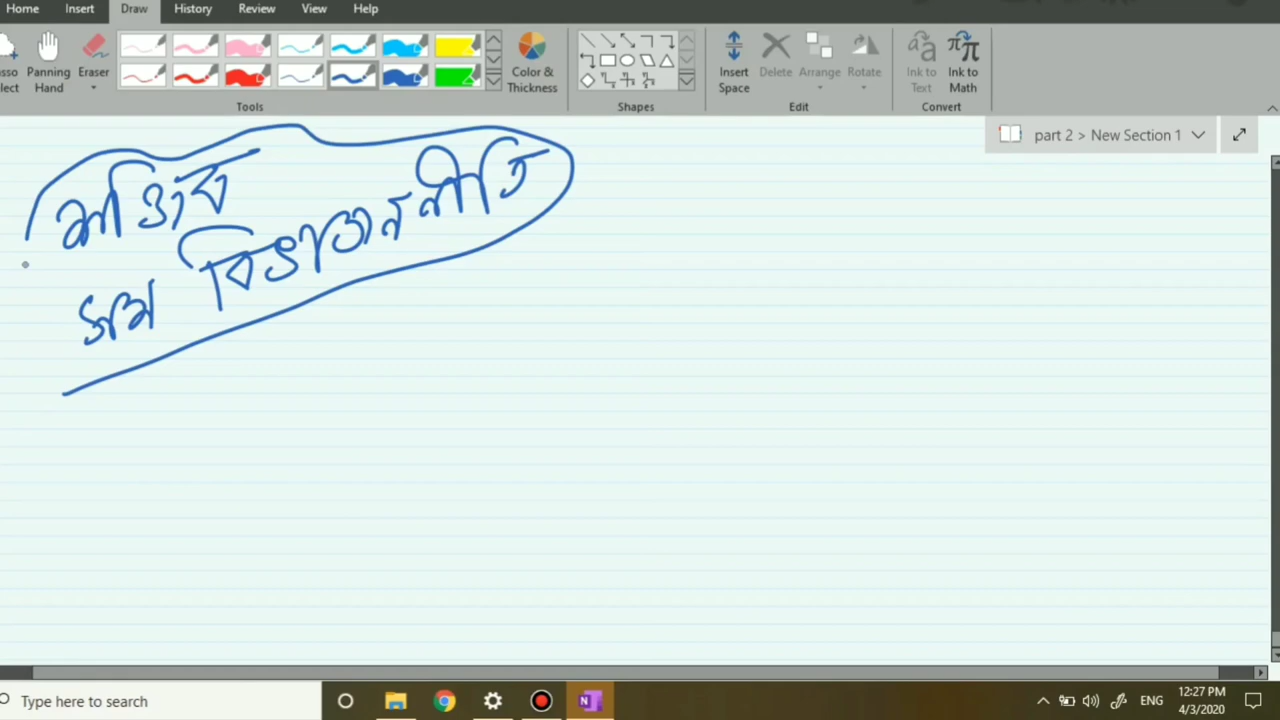 Home Insert Draw History Review View Help
Panning Hand
Eraser
Color & Thickness
Insert Space
Delete
Arrange
Rotate
Ink to Text
Ink to Math
Tools
Shapes
Edit
Convert
part 2 > New Section 1
শক্তির
সম বিভাজন নীতি
Type here to search
ENG
12:27 PM
4/3/2020